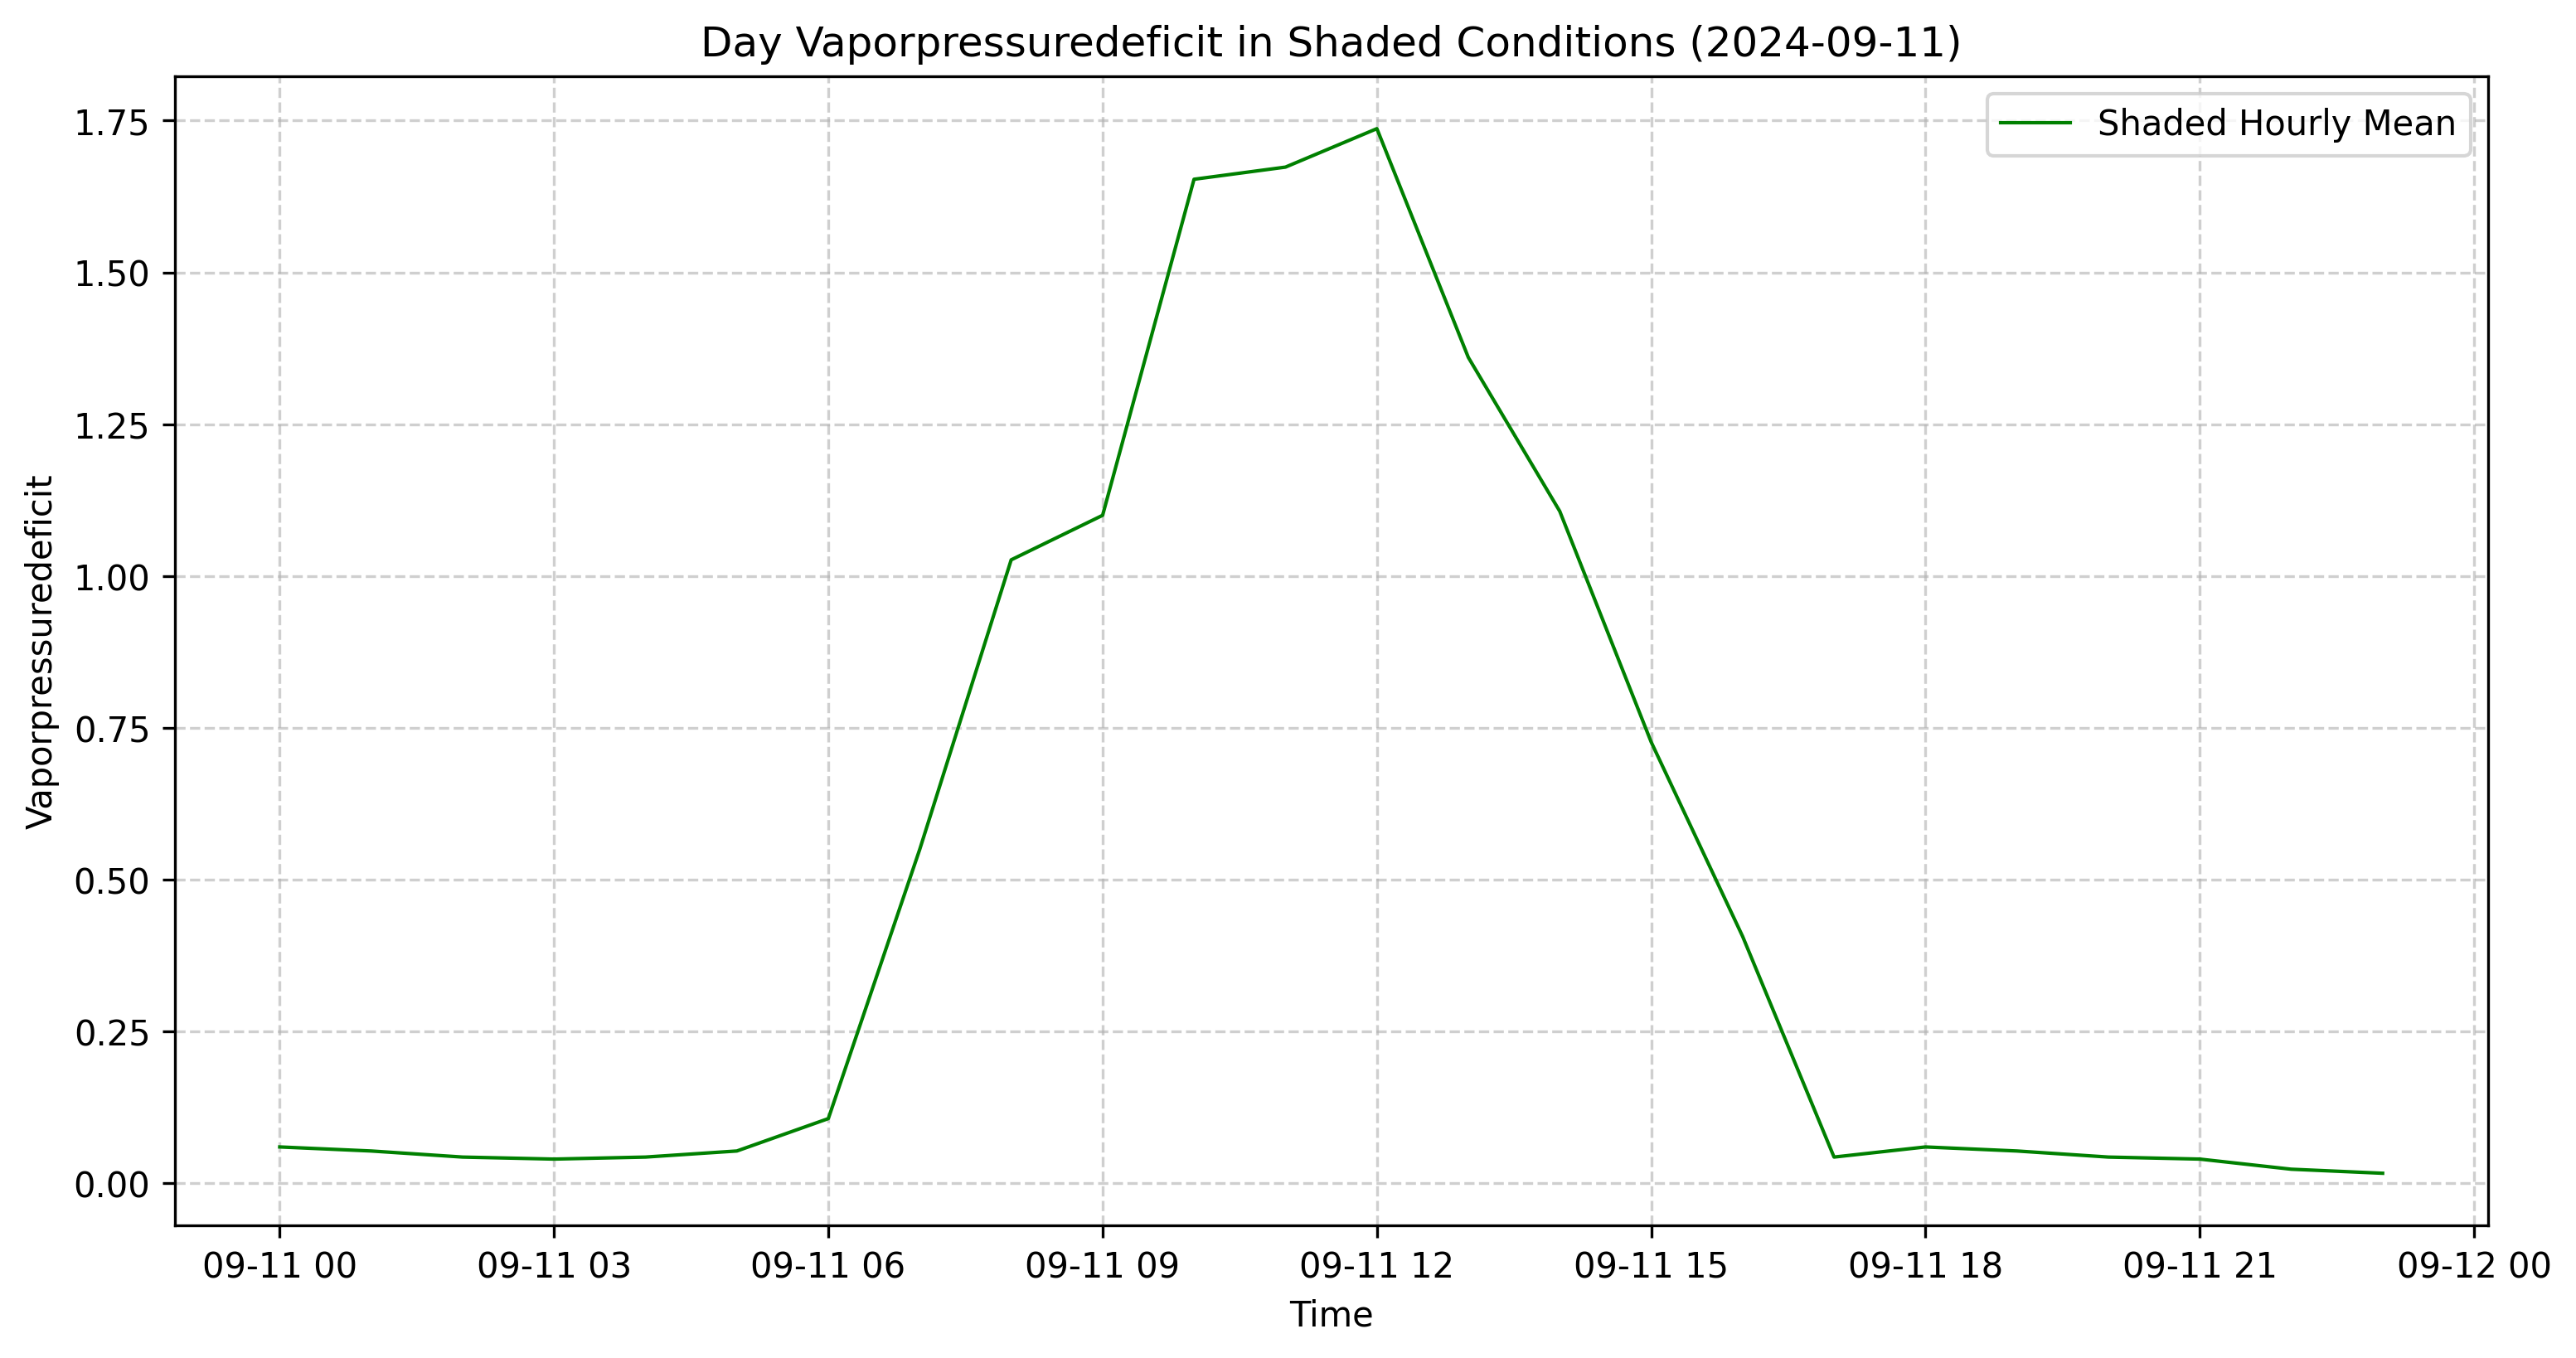 Day Vaporpressuredeficit in Shaded Conditions (2024-09-11)
Shaded Hourly Mean
Vaporpressuredeficit
1.75
1.50
1.25
1.00
0.75
0.50
0.25
0.00
09-11 00 09-11 03 09-11 06 09-11 09 09-11 12 09-11 15 09-11 18 09-11 21 09-12 00
Time